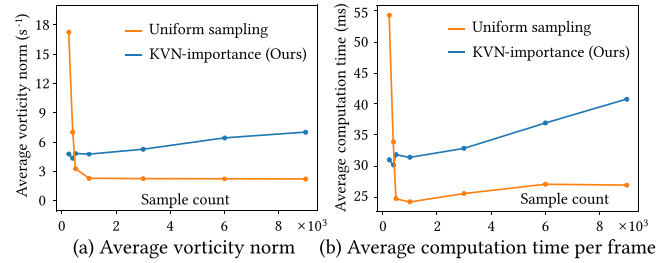 Average vorticity norm (s⁻¹)
18
15
12
9
6
3
0
Uniform sampling
KVN-importance (Ours)
Sample count
0 2 4 6 8 ×10³
(a) Average vorticity norm
Average computation time (ms)
55
50
45
40
35
30
25
Uniform sampling
KVN-importance (Ours)
Sample count
0 2 4 6 8 ×10³
(b) Average computation time per frame